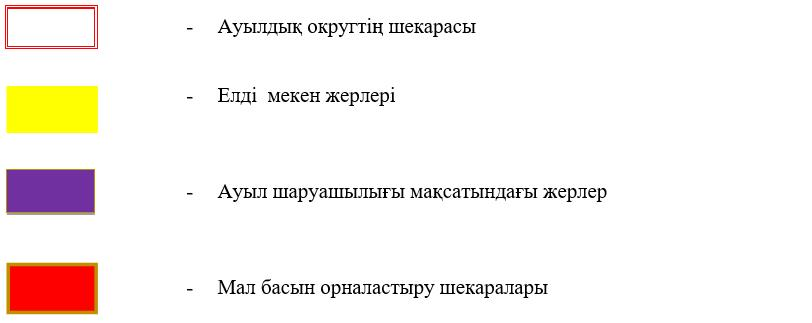 - Ауылдық округтің шекарасы
- Елді мекен жерлері
- Ауыл шаруашылығы мақсатындағы жерлер
- Мал басын орналастыру шекаралары